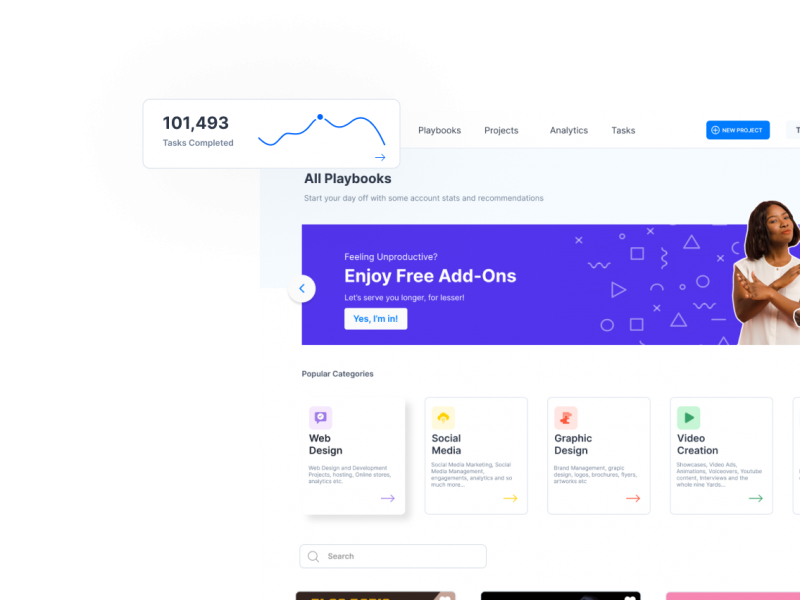 101,493
Tasks Completed
Playbooks
Projects
Analytics
Tasks
NEW PROJECT
All Playbooks
Start your day off with some account stats and recommendations
Feeling Unproductive?
Enjoy Free Add-Ons
Let's serve you longer, for lesser!
Yes, I'm in!
Popular Categories
Web
Design
Web Design and Development
Projects, hosting, Online stores,
analytics etc
Social
Media
Social Media Marketing, Social
Media Management,
engagements, analytics and so
much more...
Graphic
Design
Brand Management, grapic
design, logos, brochures, flyers,
artworks etc
Video
Creation
Showcases, Video Ads,
Animations, Voiceovers, Youtube
content, Interviews and the
whole nine Yards...
Search